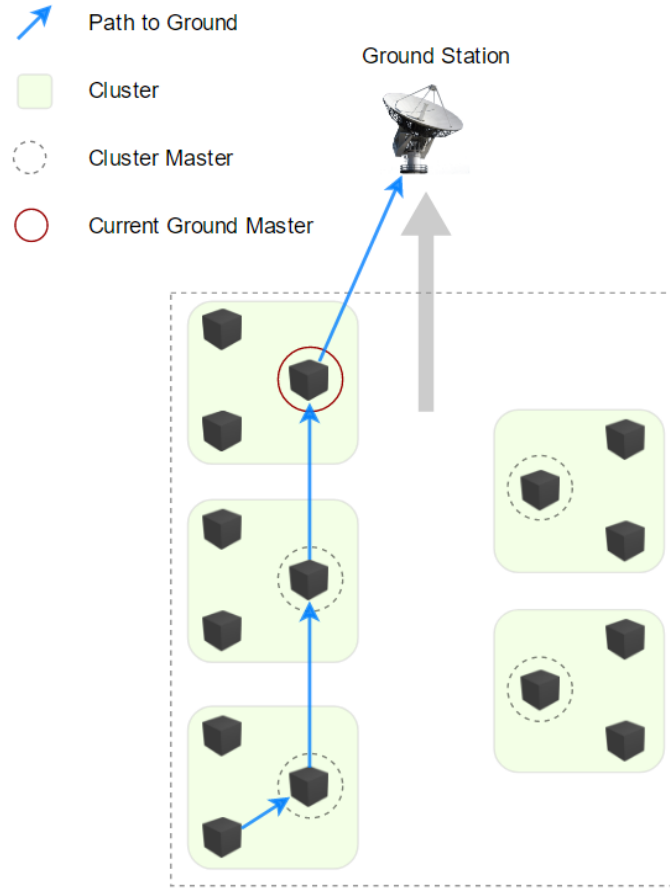 Path to Ground
Ground Station
Cluster
Cluster Master
Current Ground Master